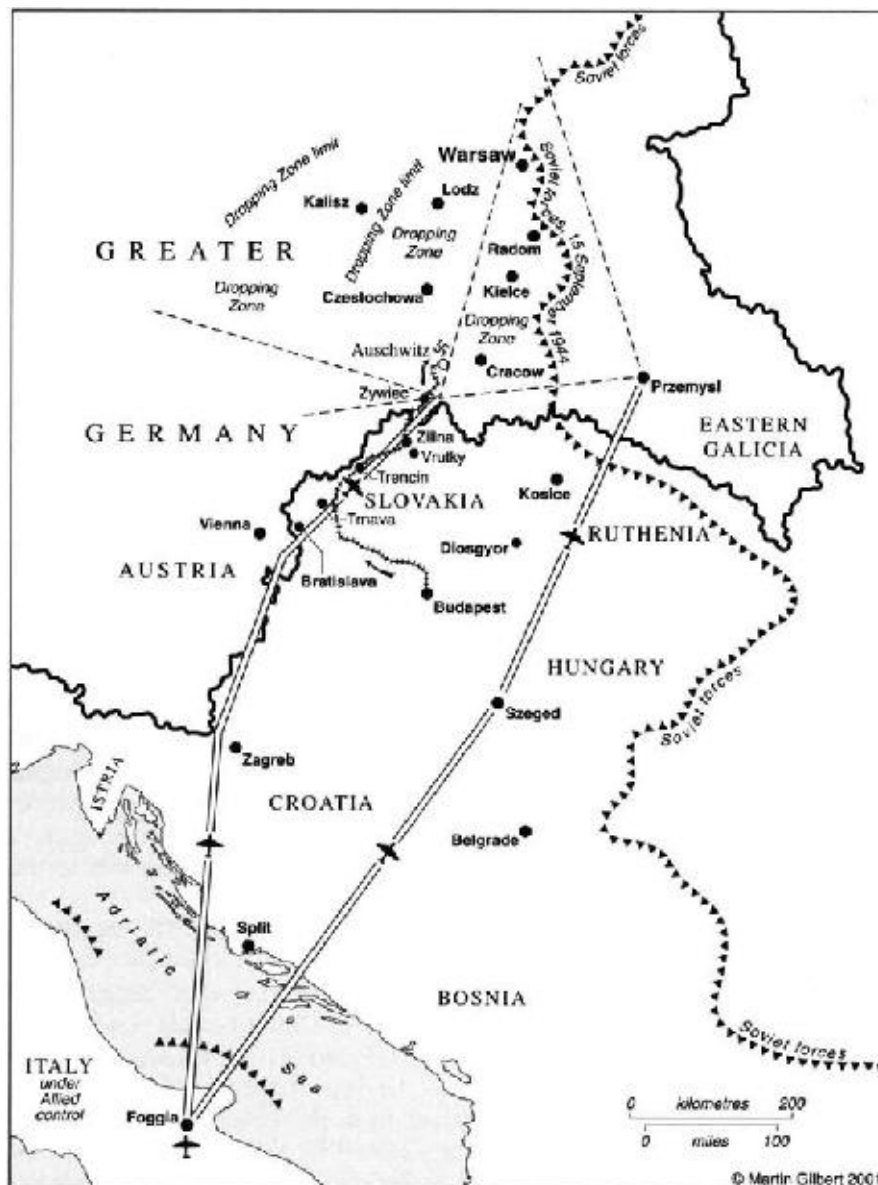 Soviet forces
Warsaw
Dropping Zone limit
Dropping Zone limit
Lodz
Kalisz
Soviet forces, 15 September 1944
Dropping
Zone
Radom
GREATER
Dropping
Zone
Czestochowa
Kielce
Dropping
Zone
Auschwitz
Cracow
Zywiec
Przemysl
GERMANY
EASTERN
GALICIA
Zilina
Vrutky
Trencin
SLOVAKIA
Kosice
Vienna
Trnava
Diosgyor
RUTHENIA
AUSTRIA
Bratislava
Budapest
HUNGARY
Szeged
Soviet forces
Zagreb
ISTRIA
CROATIA
Belgrade
Adriatic
Split
BOSNIA
Soviet forces
ITALY
under
Allied
control
Sea
Foggia
0 kilometres 200
0 miles 100
© Martin Gilbert 2001